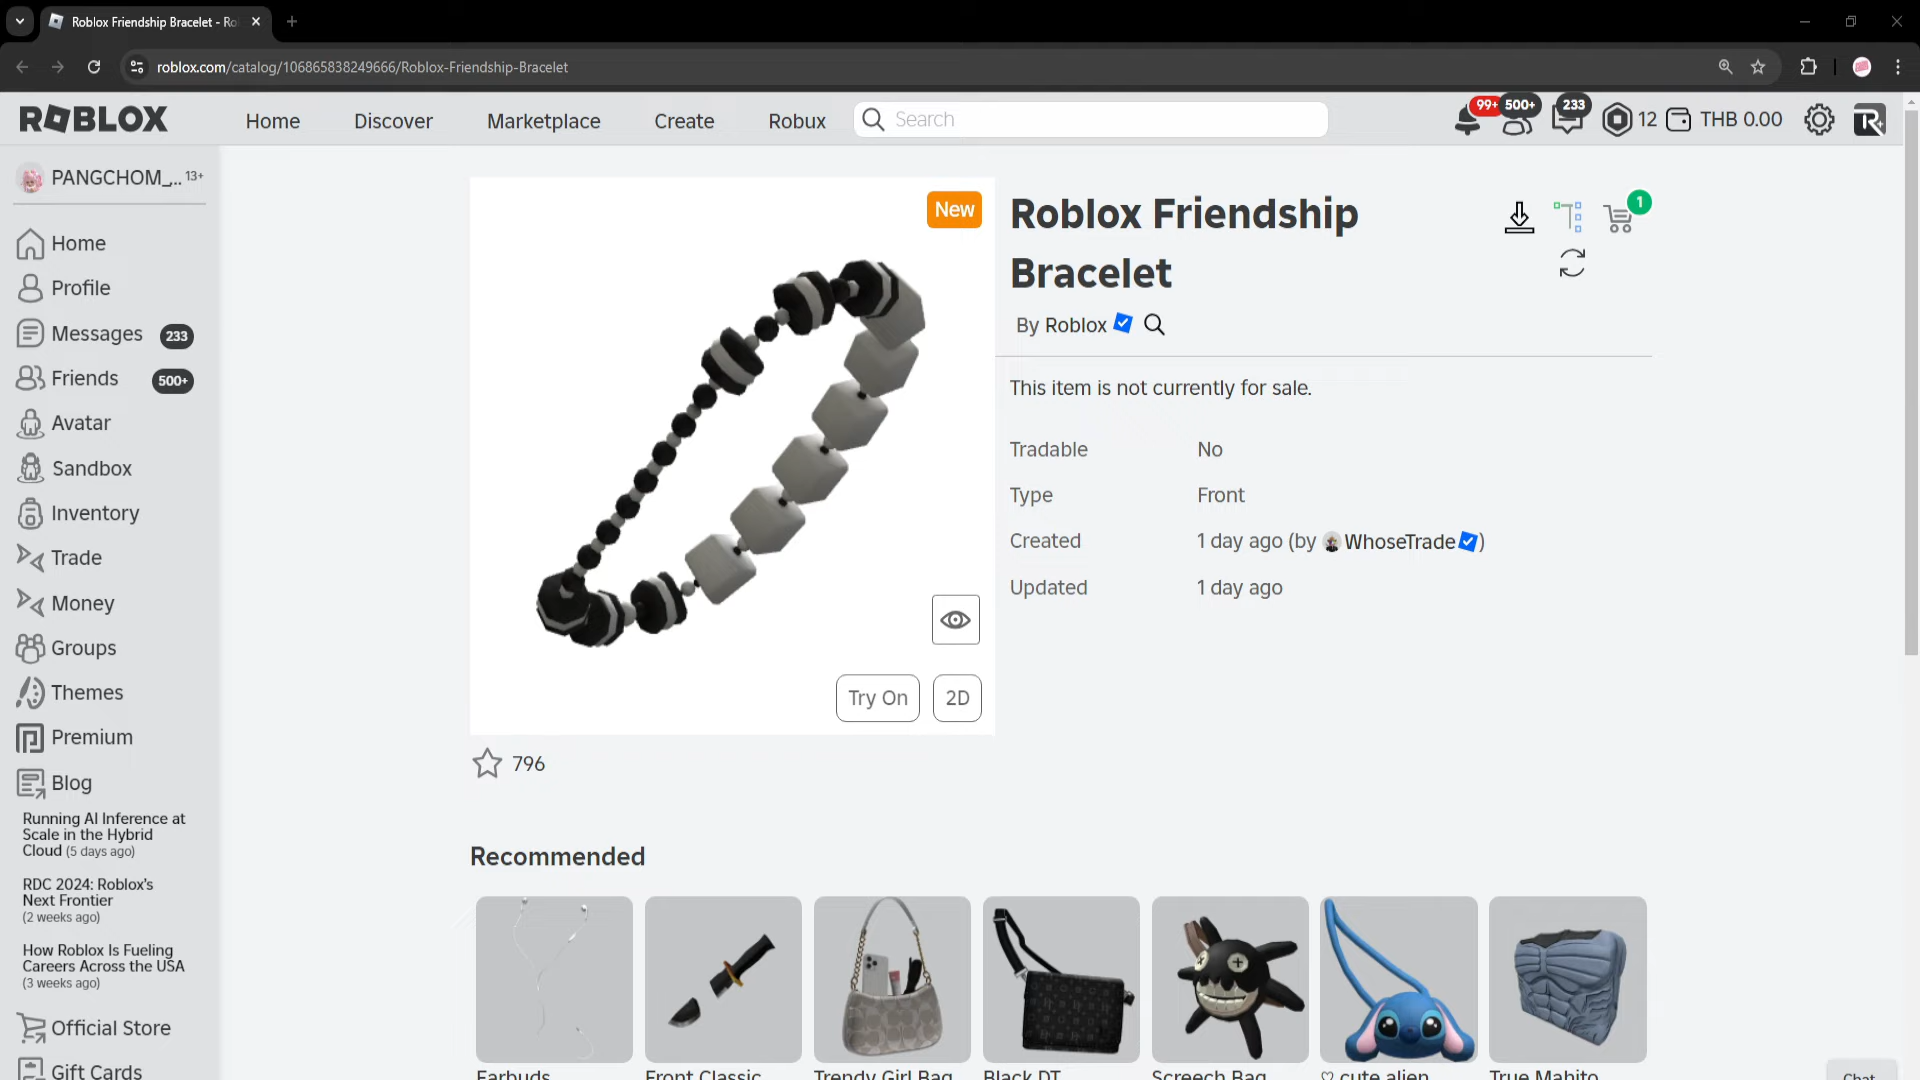 Roblox Friendship Bracelet - Ro
roblox.com/catalog/106865838249666/Roblox-Friendship-Bracelet
ROBLOX
Home
Discover
Marketplace
Create
Robux
Search
99+
500+
233
12
THB 0.00
PANGCHOM_... 13+
Home
Profile
Messages 233
Friends 500+
Avatar
Sandbox
Inventory
Trade
Money
Groups
Themes
Premium
Blog
Running AI Inference at
Scale in the Hybrid
Cloud (5 days ago)
RDC 2024: Roblox's
Next Frontier
(2 weeks ago)
How Roblox Is Fueling
Careers Across the USA
(3 weeks ago)
Official Store
Gift Cards
New
Try On
2D
796
Roblox Friendship
Bracelet
1
By Roblox
This item is not currently for sale.
Tradable No
Type Front
Created 1 day ago (by WhoseTrade)
Updated 1 day ago
Recommended
Earbuds
Front Classic
Trendy Girl Bag
Black DT
Screech Bag
♡ cute alien
True Mahito
Chat